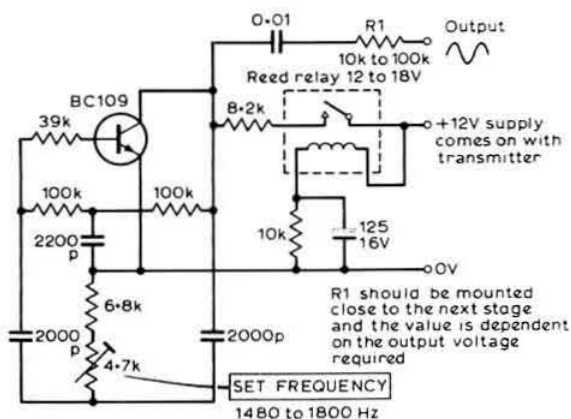 0·01
R1
Output
10k to 100k
Reed relay 12 to 18V
BC109
8·2k
+12V supply
comes on with
transmitter
39k
100k
100k
2200
p
10k
125
16V
0V
6·8k
R1 should be mounted
close to the next stage
and the value is dependent
on the output voltage
required
2000
p
2000p
4·7k
SET FREQUENCY
1480 to 1800 Hz